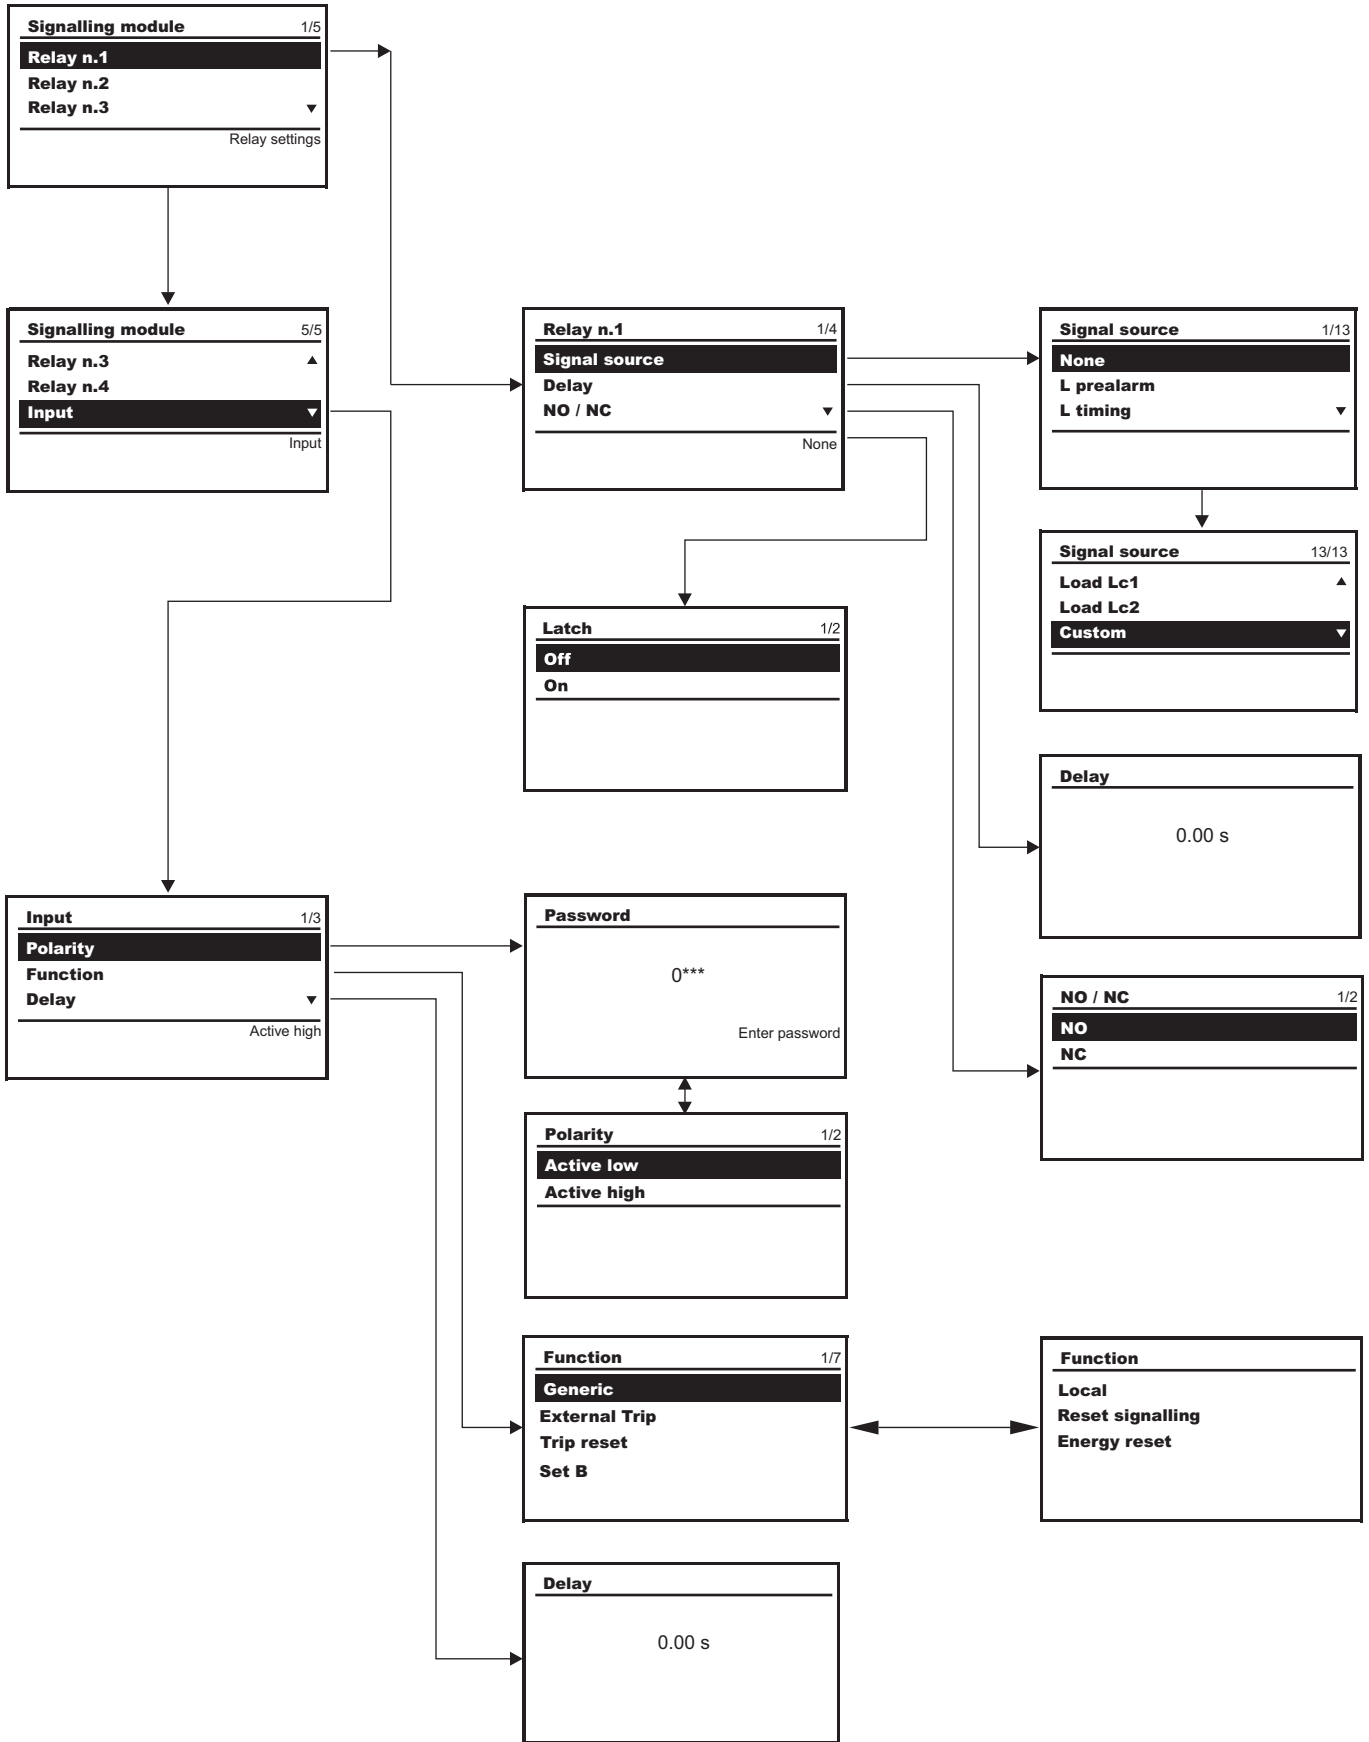 Signalling module 1/5
Relay n.1
Relay n.2
Relay n.3
Relay settings
Signalling module 5/5
Relay n.3
Relay n.4
Input
Input
Relay n.1 1/4
Signal source
Delay
NO / NC
None
Signal source 1/13
None
L prealarm
L timing
Signal source 13/13
Load Lc1
Load Lc2
Custom
Latch 1/2
Off
On
Delay
0.00 s
Input 1/3
Polarity
Function
Delay
Active high
Password
0***
Enter password
NO / NC 1/2
NO
NC
Polarity 1/2
Active low
Active high
Function 1/7
Generic
External Trip
Trip reset
Set B
Function
Local
Reset signalling
Energy reset
Delay
0.00 s